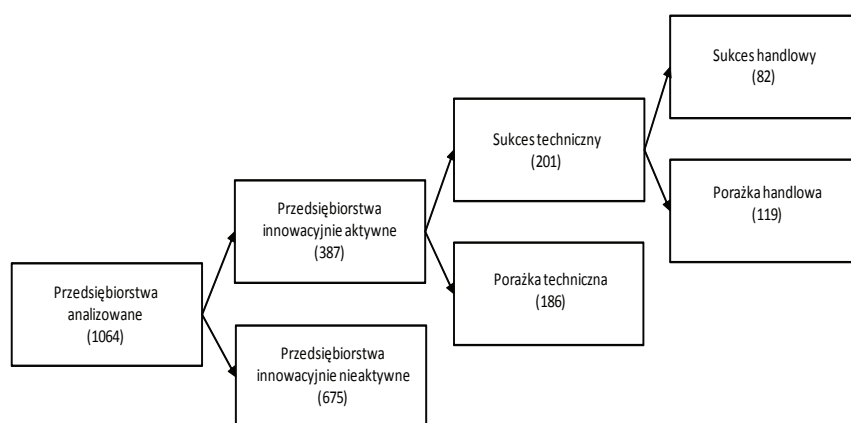 Sukces handlowy
(82)
Sukces techniczny
(201)
Porażka handlowa
(119)
Przedsiębiorstwa
innowacyjnie aktywne
(387)
Porażka techniczna
(186)
Przedsiębiorstwa
analizowane
(1064)
Przedsiębiorstwa
innowacyjnie nieaktywne
(675)